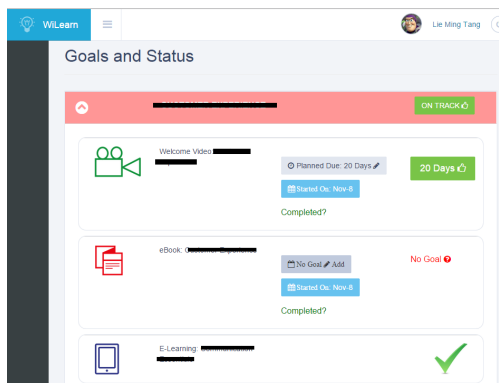 WiLearn
Lie Ming Tang
Goals and Status
ON TRACK
Welcome Video
Planned Due: 20 Days
20 Days
Started On: Nov-8
Completed?
eBook:
No Goal Add
No Goal
Started On: Nov-8
Completed?
E-Learning: